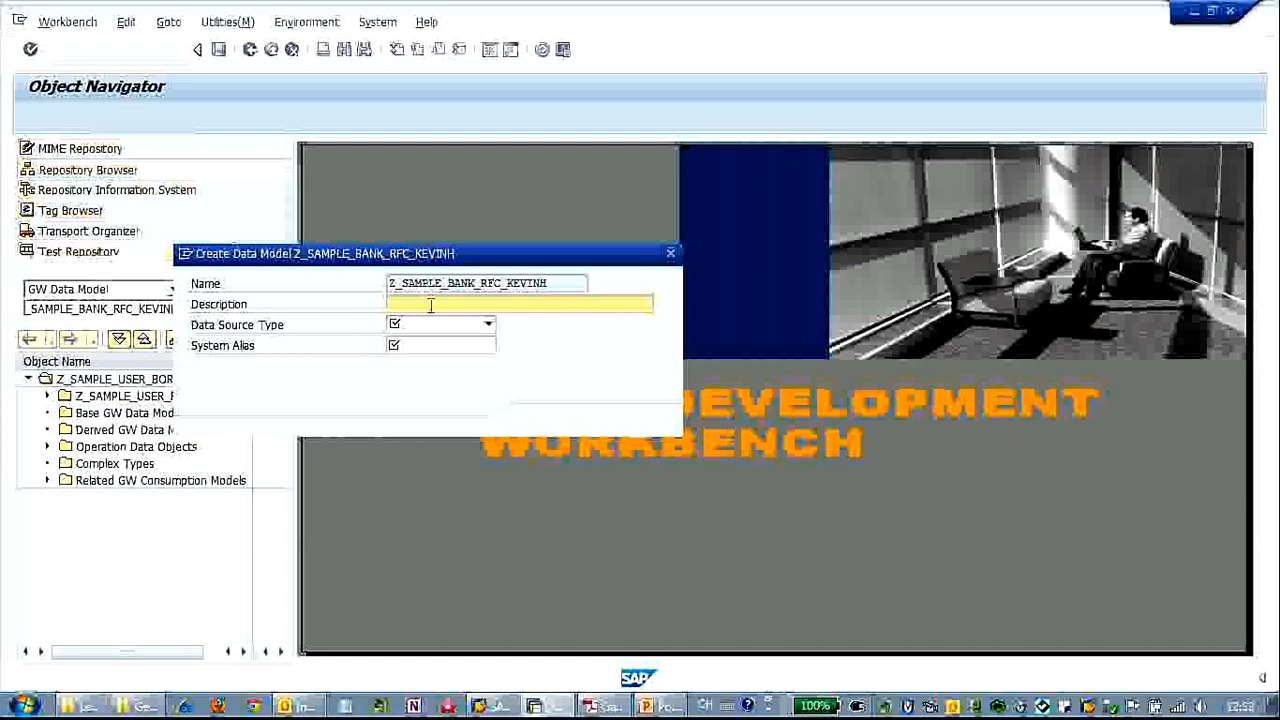 Workbench Edit Goto Utilities(M) Environment System Help
Object Navigator
MIME Repository
Repository Browser
Repository Information System
Tag Browser
Transport Organizer
Test Repository
Create Data Model Z_SAMPLE_BANK_RFC_KEVINH
Name Z_SAMPLE_BANK_RFC_KEVINH
Description
Data Source Type
System Alias
GW Data Model
_SAMPLE_BANK_RFC_KEVINH
Object Name
Z_SAMPLE_USER_BOR
Z_SAMPLE_USER_
Base GW Data Mod
Derived GW Data M
Operation Data Objects
Complex Types
Related GW Consumption Models
DEVELOPMENT
WORKBENCH
SAP
CH 100%